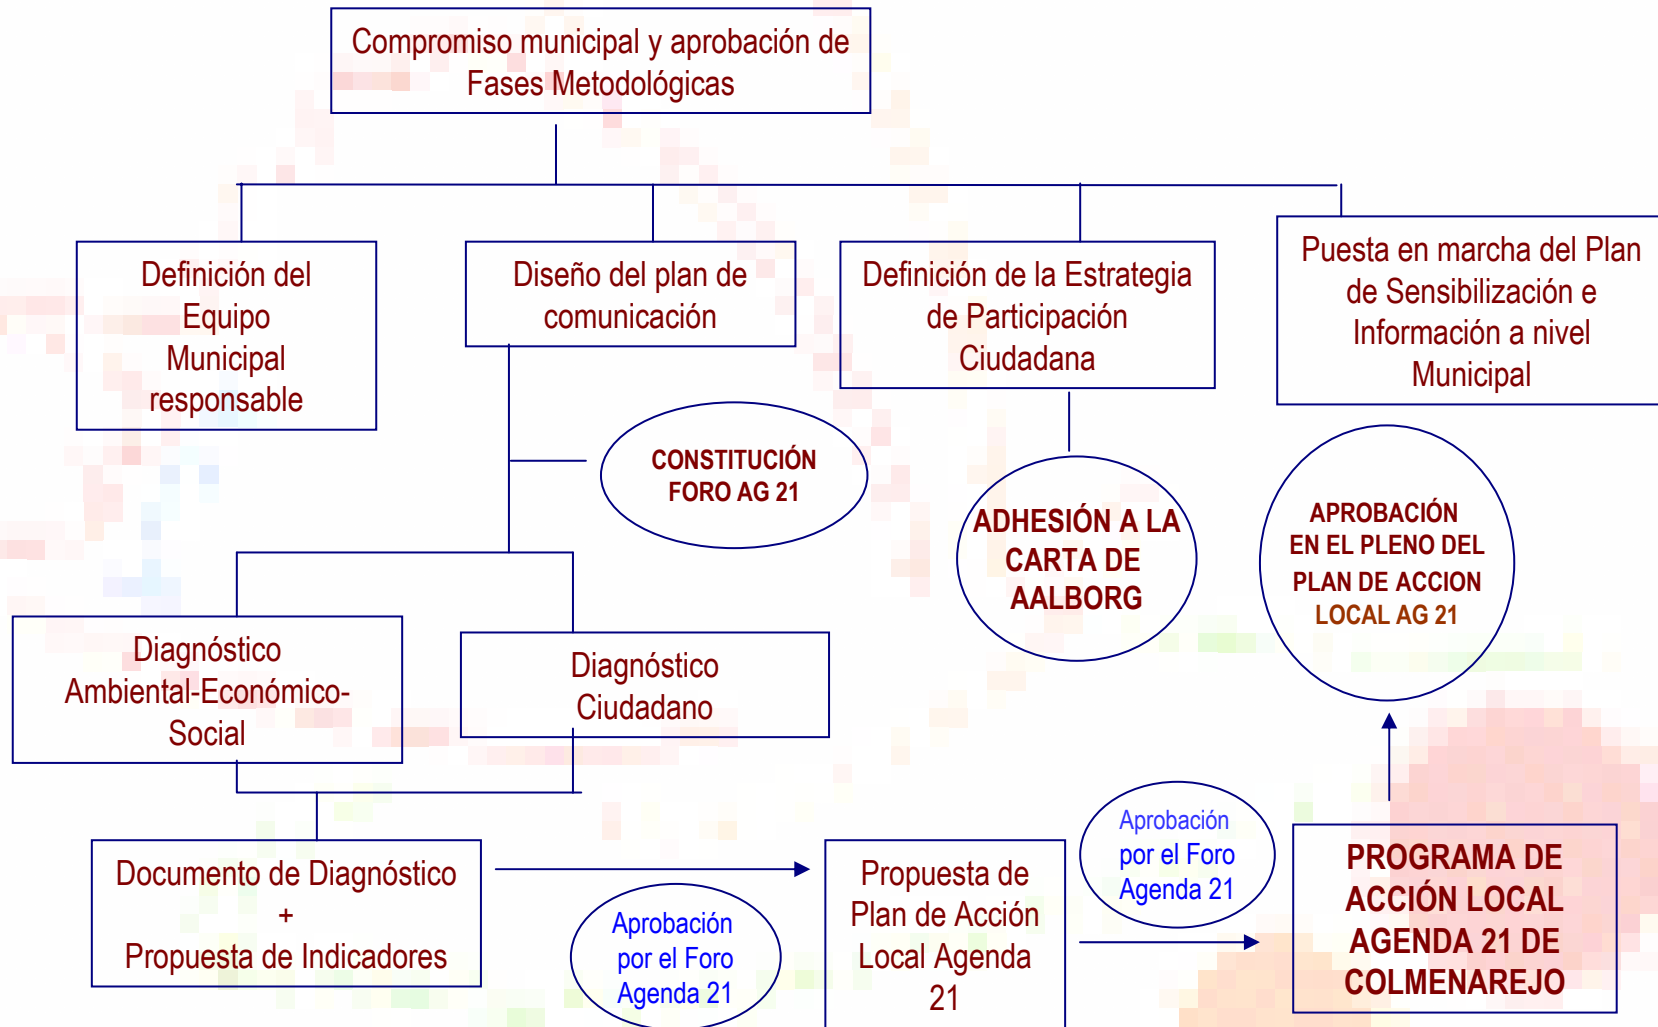 Compromiso municipal y aprobación de
Fases Metodológicas
Definición del
Equipo
Municipal
responsable
Diseño del plan de
comunicación
Definición de la Estrategia
de Participación
Ciudadana
Puesta en marcha del Plan
de Sensibilización e
Información a nivel
Municipal
CONSTITUCIÓN
FORO AG 21
ADHESIÓN A LA
CARTA DE
AALBORG
APROBACIÓN
EN EL PLENO DEL
PLAN DE ACCION
LOCAL AG 21
Diagnóstico
Ambiental-Económico-
Social
Diagnóstico
Ciudadano
Documento de Diagnóstico
+
Propuesta de Indicadores
Aprobación
por el Foro
Agenda 21
Propuesta de
Plan de Acción
Local Agenda
21
Aprobación
por el Foro
Agenda 21
PROGRAMA DE
ACCIÓN LOCAL
AGENDA 21 DE
COLMENAREJO